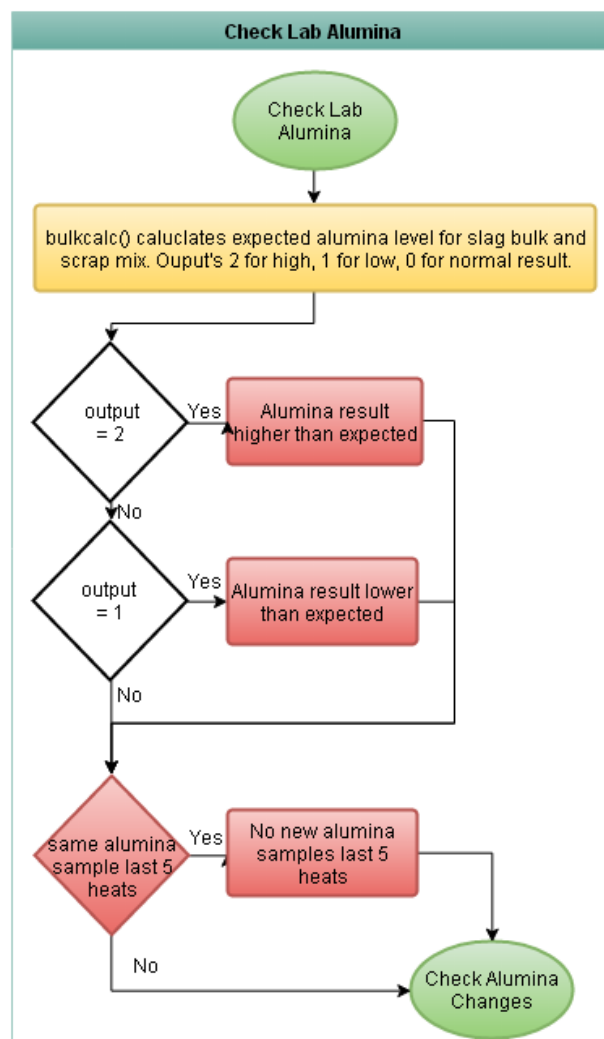 Check Lab Alumina
Check Lab
Alumina
bulkcalc() caluclates expected alumina level for slag bulk and
scrap mix. Ouput's 2 for high, 1 for low, 0 for normal result.
output
= 2
Yes
Alumina result
higher than expected
No
output
= 1
Yes
Alumina result lower
than expected
No
same alumina
sample last 5
heats
Yes
No new alumina
samples last 5
heats
No
Check Alumina
Changes